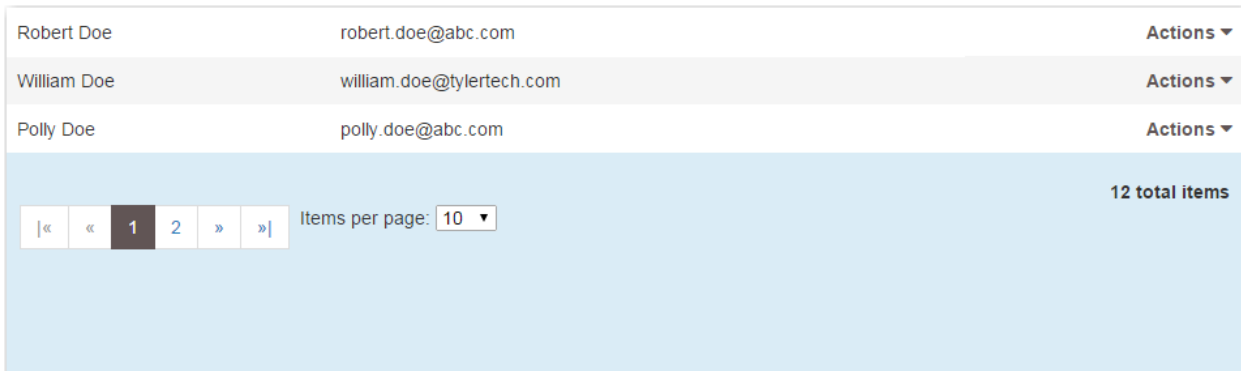 Robert Doe robert.doe@abc.com Actions
William Doe william.doe@tylertech.com Actions
Polly Doe polly.doe@abc.com Actions
12 total items
|« « 1 2 » »| Items per page: 10